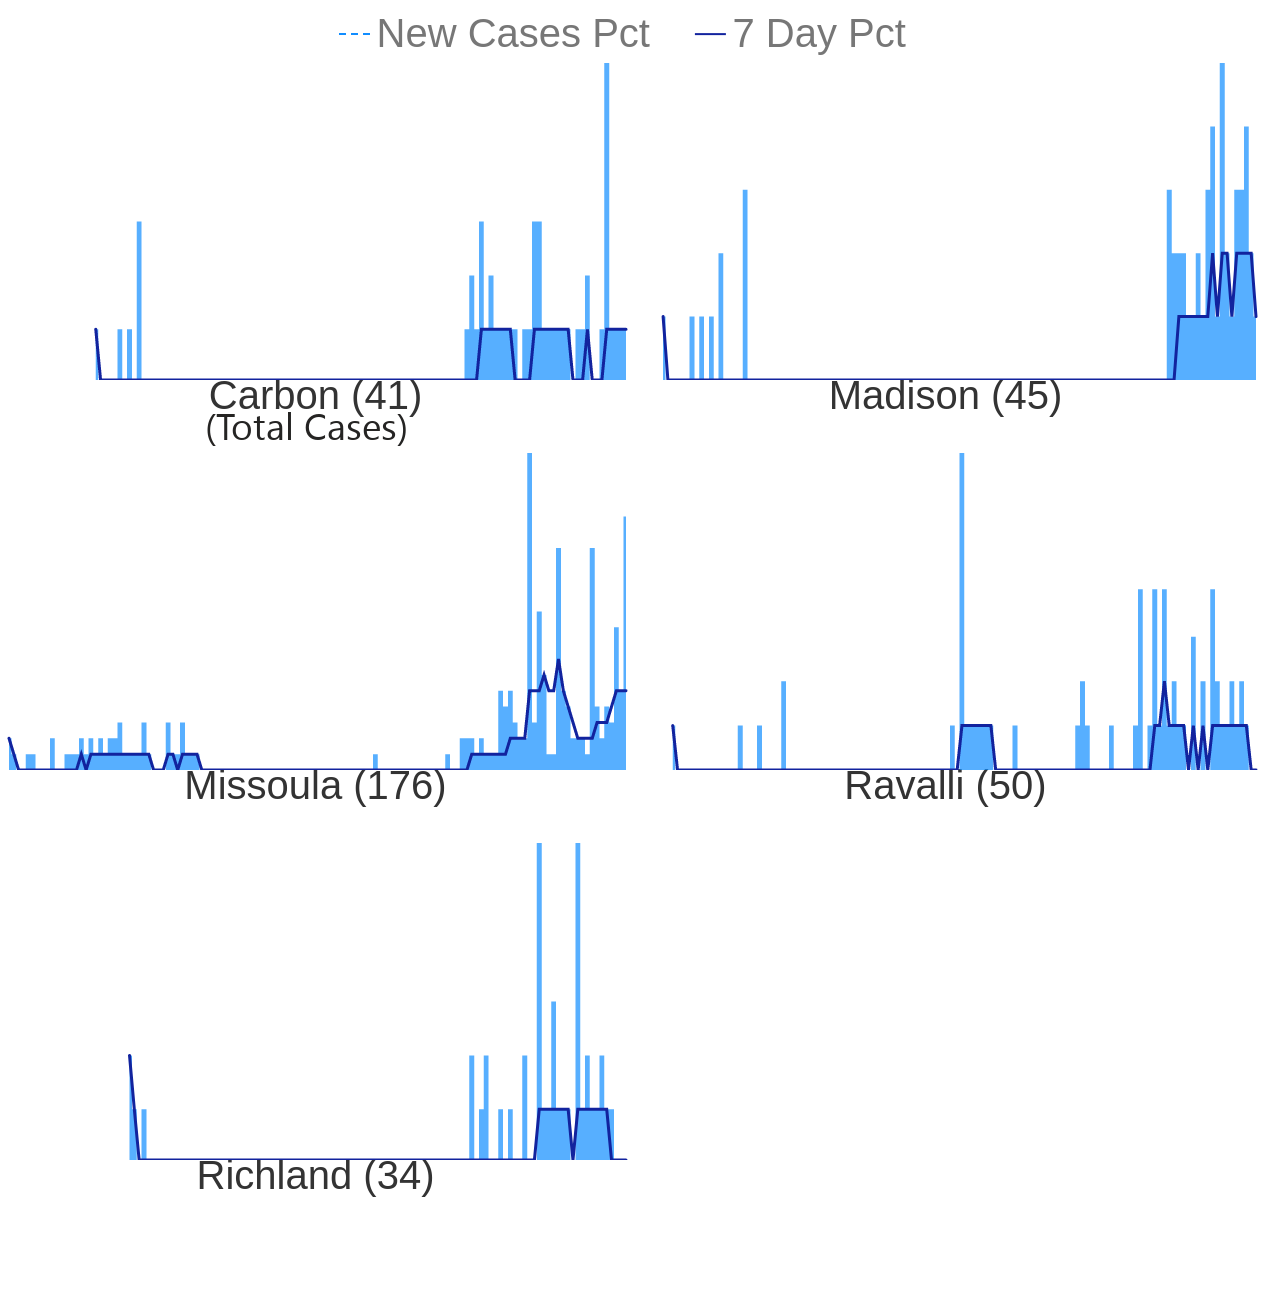 New Cases Pct 7 Day Pct
Carbon (41) Madison (45)
(Total Cases)
Missoula (176) Ravalli (50)
Richland (34)